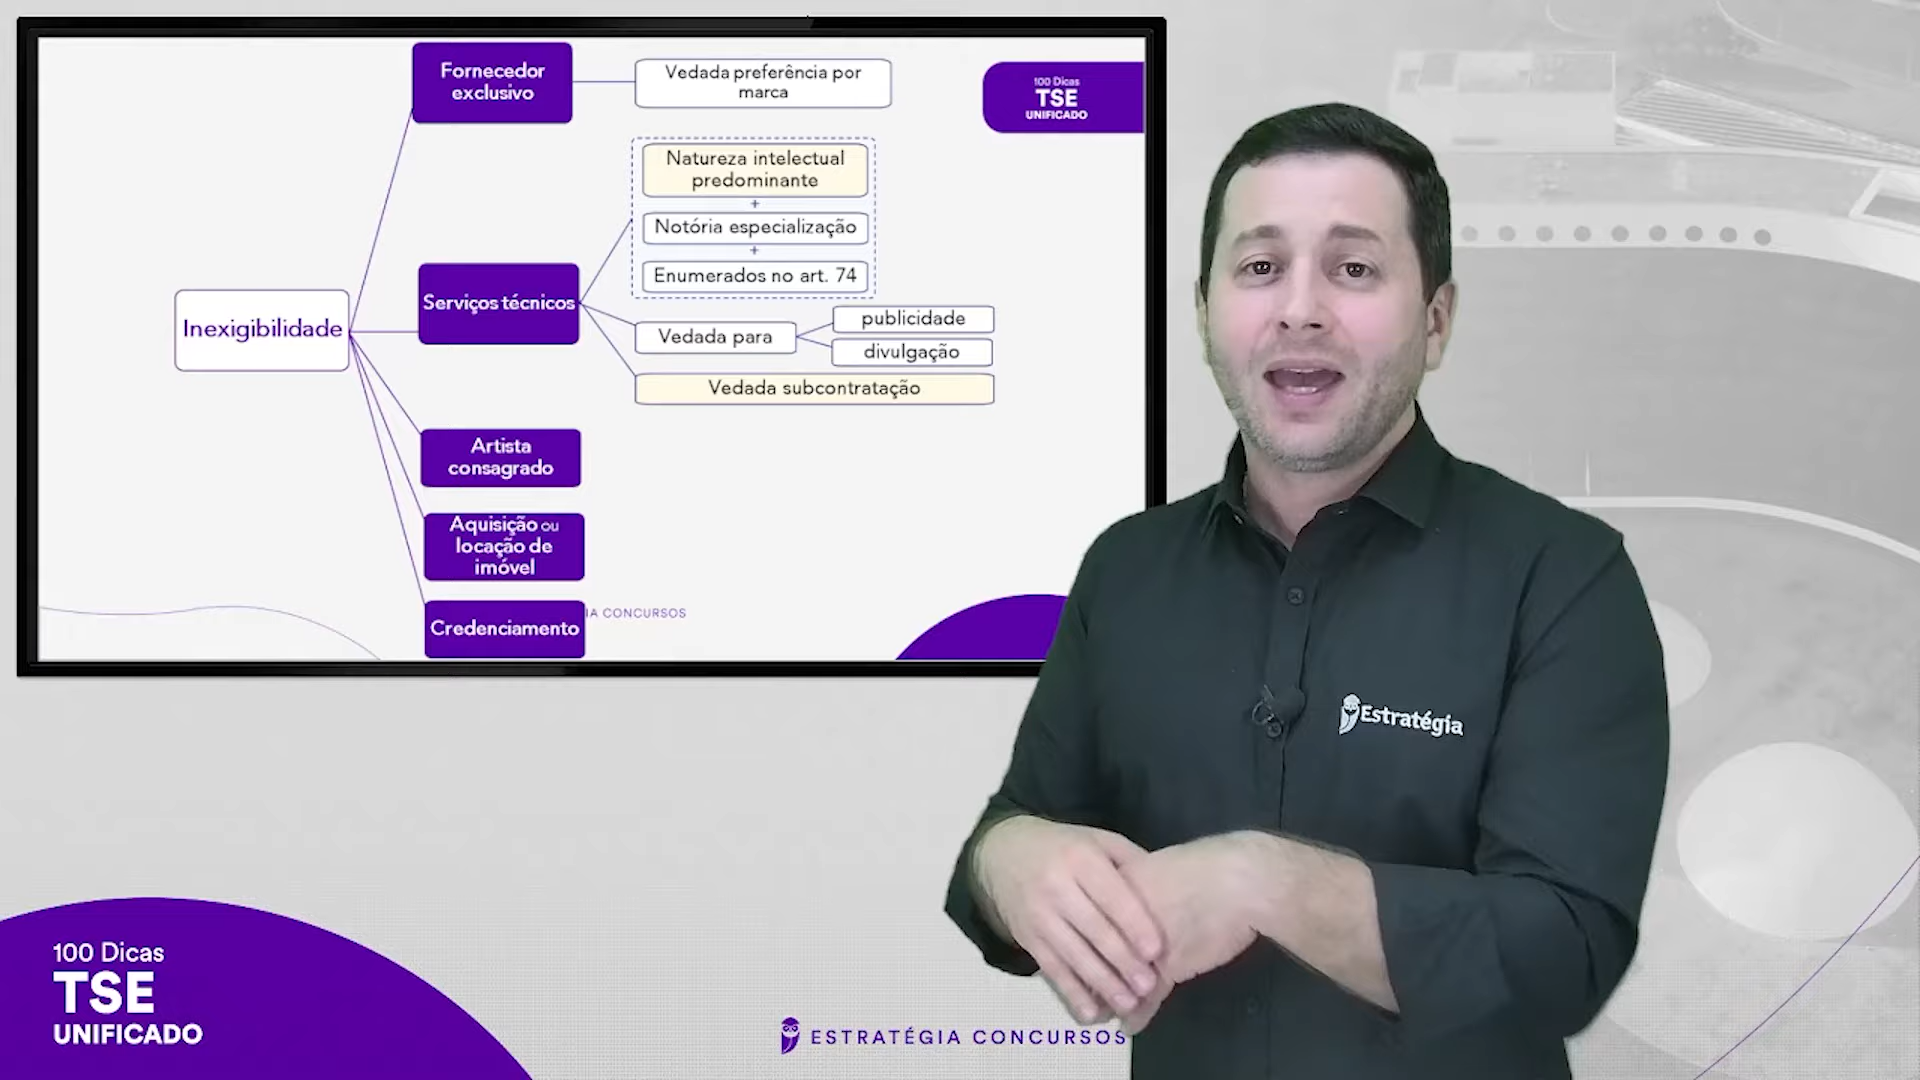 Fornecedor
exclusivo
Vedada preferência por
marca
100 Dicas
TSE
UNIFICADO
Natureza intelectual
predominante
+
Notória especialização
+
Enumerados no art. 74
Inexigibilidade
Serviços técnicos
Vedada para
publicidade
divulgação
Vedada subcontratação
Artista
consagrado
Aquisição ou
locação de
imóvel
Credenciamento
IA CONCURSOS
Estratégia
100 Dicas
TSE
UNIFICADO
ESTRATÉGIA CONCURSOS